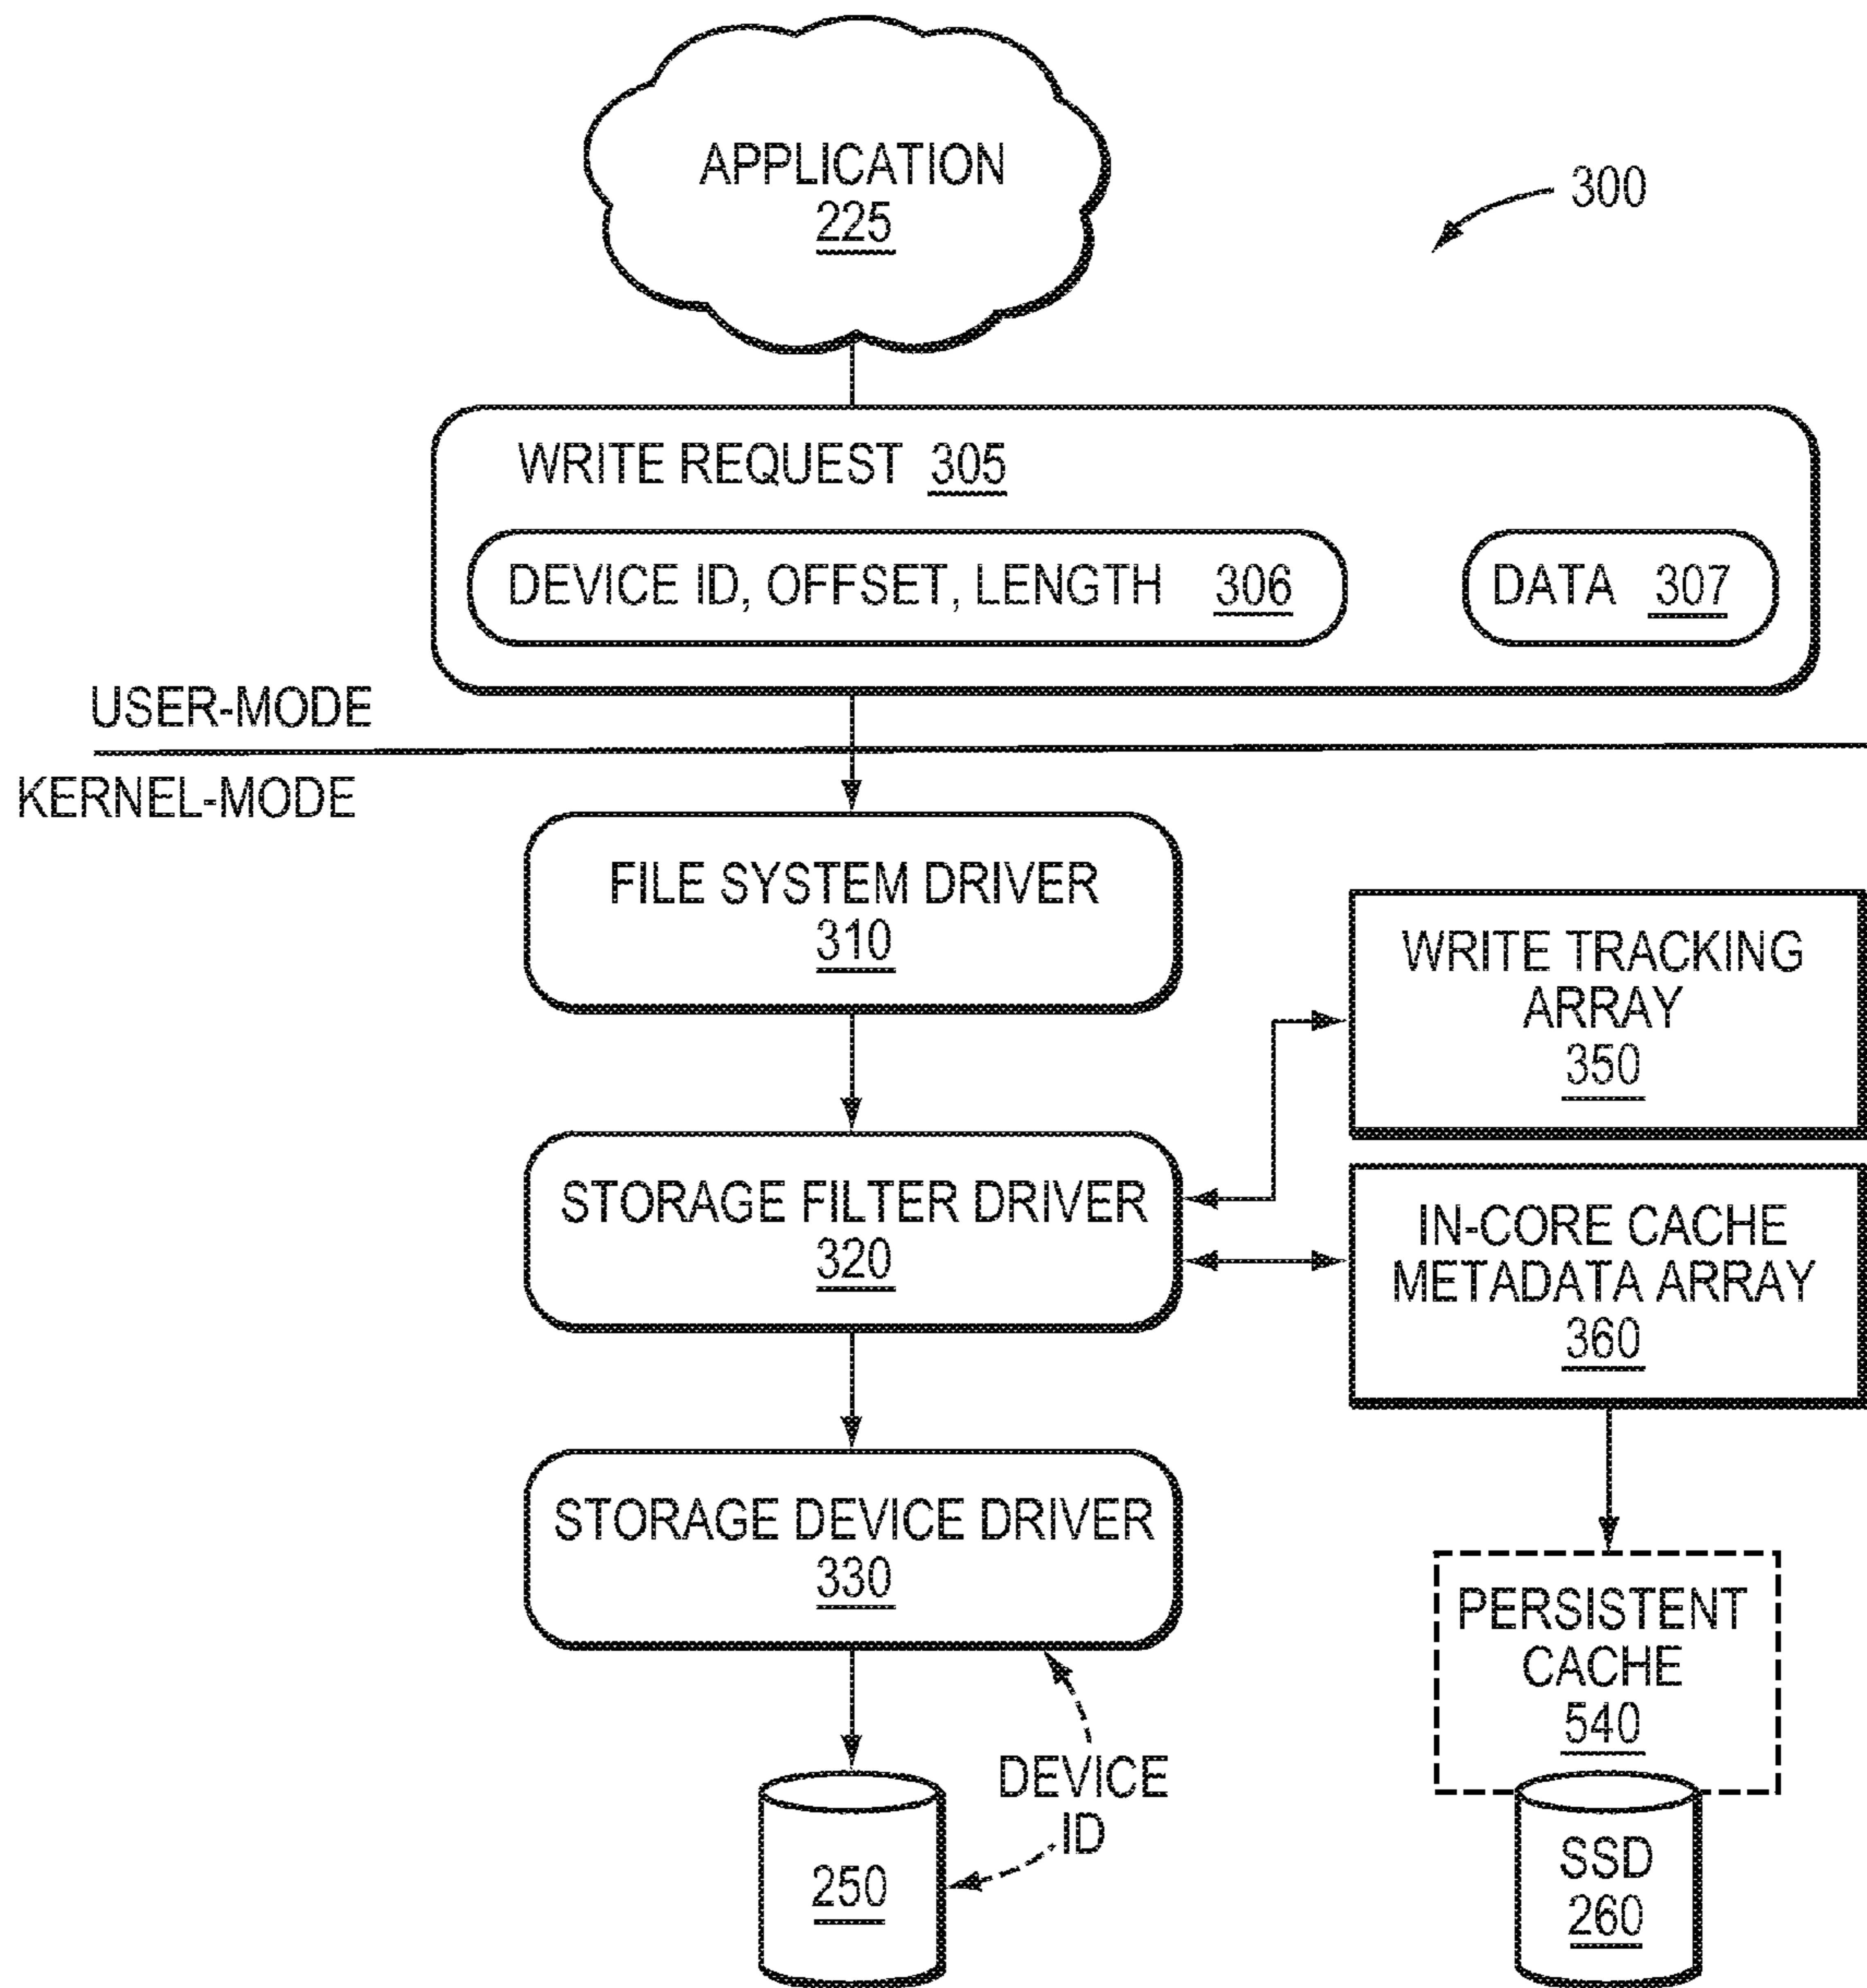 APPLICATION
225
300
WRITE REQUEST 305
DEVICE ID, OFFSET, LENGTH 306
DATA 307
USER-MODE
KERNEL-MODE
FILE SYSTEM DRIVER
310
WRITE TRACKING
ARRAY
350
STORAGE FILTER DRIVER
320
IN-CORE CACHE
METADATA ARRAY
360
STORAGE DEVICE DRIVER
330
PERSISTENT
CACHE
540
DEVICE
ID
250
SSD
260